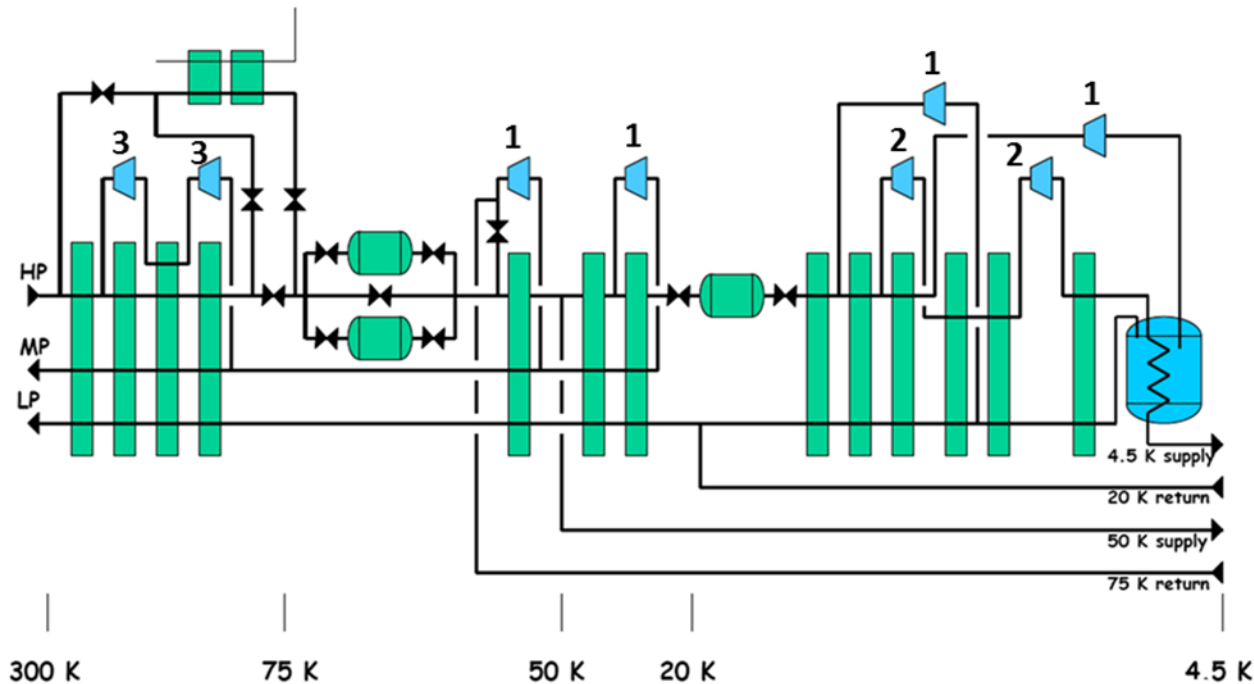 1
1
3
3
1
1
2
2
HP
MP
LP
4.5 K supply
20 K return
50 K supply
75 K return
300 K
75 K
50 K
20 K
4.5 K